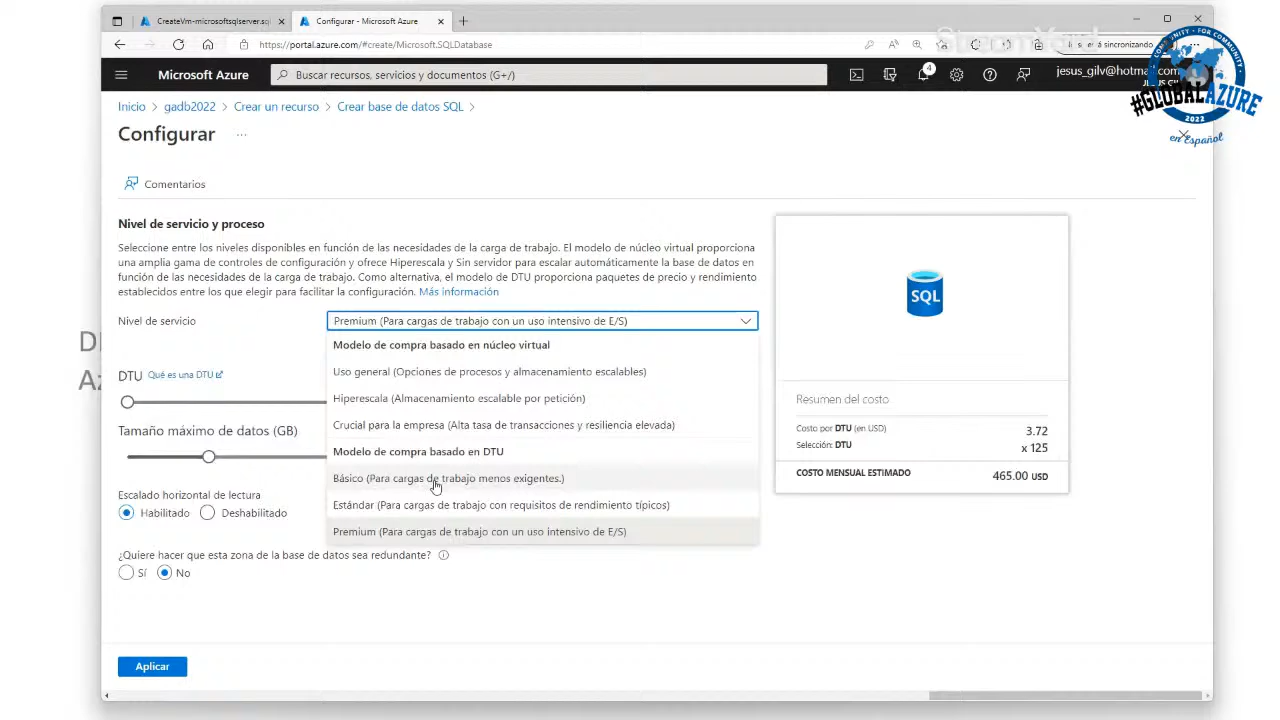 CreateVm-microsoftsqlserver.sql
Configurar - Microsoft Azure
https://portal.azure.com/#create/Microsoft.SQLDatabase
StreamYard
sincronizando
Microsoft Azure
Buscar recursos, servicios y documentos (G+/)
4
jesus_gilv@hotmail.com
COMMUNITY · FOR COMMUNITY
#GLOBALAZURE
2022
en Español
Inicio > gadb2022 > Crear un recurso > Crear base de datos SQL >
Configurar ...
Comentarios
Nivel de servicio y proceso
Seleccione entre los niveles disponibles en función de las necesidades de la carga de trabajo. El modelo de núcleo virtual proporciona
una amplia gama de controles de configuración y ofrece Hiperescala y Sin servidor para escalar automáticamente la base de datos en
función de las necesidades de la carga de trabajo. Como alternativa, el modelo de DTU proporciona paquetes de precio y rendimiento
establecidos entre los que elegir para facilitar la configuración. Más información
Nivel de servicio
Premium (Para cargas de trabajo con un uso intensivo de E/S)
Modelo de compra basado en núcleo virtual
Uso general (Opciones de procesos y almacenamiento escalables)
Hiperescala (Almacenamiento escalable por petición)
Crucial para la empresa (Alta tasa de transacciones y resiliencia elevada)
Modelo de compra basado en DTU
Básico (Para cargas de trabajo menos exigentes.)
Estándar (Para cargas de trabajo con requisitos de rendimiento típicos)
Premium (Para cargas de trabajo con un uso intensivo de E/S)
DTU Qué es una DTU
Tamaño máximo de datos (GB)
Escalado horizontal de lectura
Habilitado Deshabilitado
¿Quiere hacer que esta zona de la base de datos sea redundante?
Sí No
Aplicar
SQL
Resumen del costo
Costo por DTU (en USD) 3.72
Selección: DTU x 125
COSTO MENSUAL ESTIMADO 465.00 USD